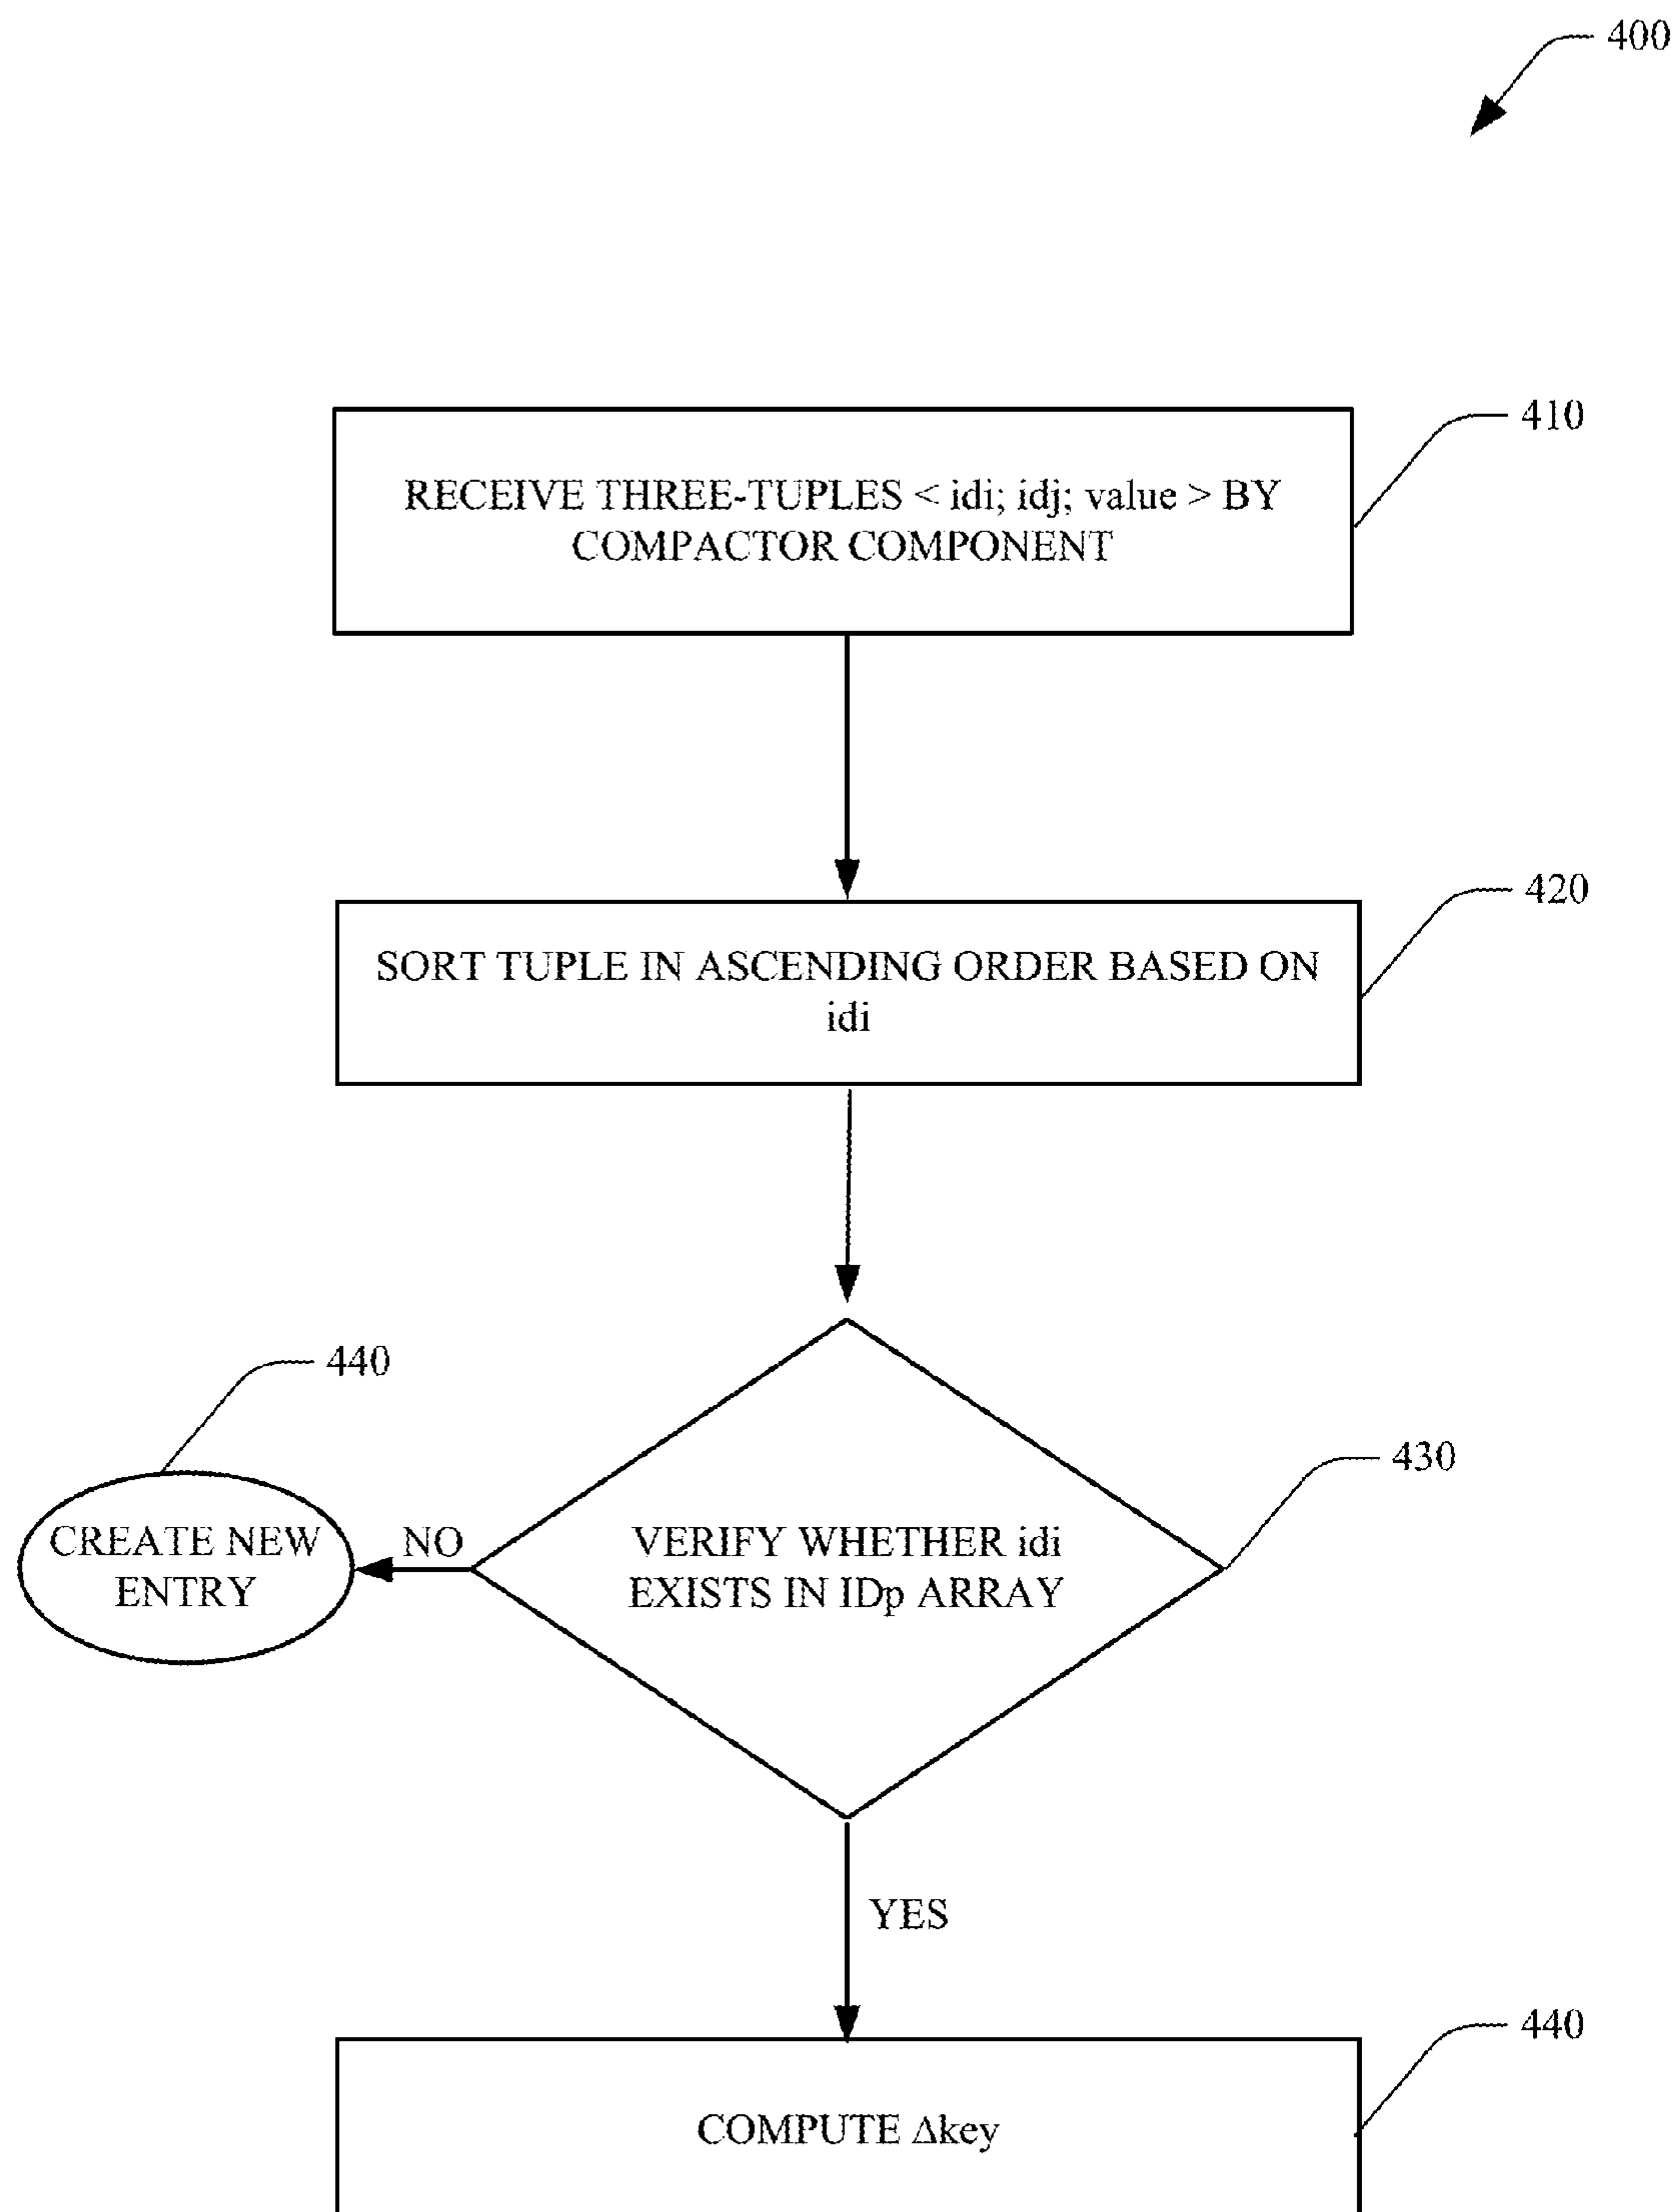 400
410
RECEIVE THREE-TUPLES < idi; idj; value > BY
COMPACTOR COMPONENT
420
SORT TUPLE IN ASCENDING ORDER BASED ON
idi
440
430
CREATE NEW
ENTRY
NO
VERIFY WHETHER idi
EXISTS IN IDp ARRAY
YES
440
COMPUTE Δkey